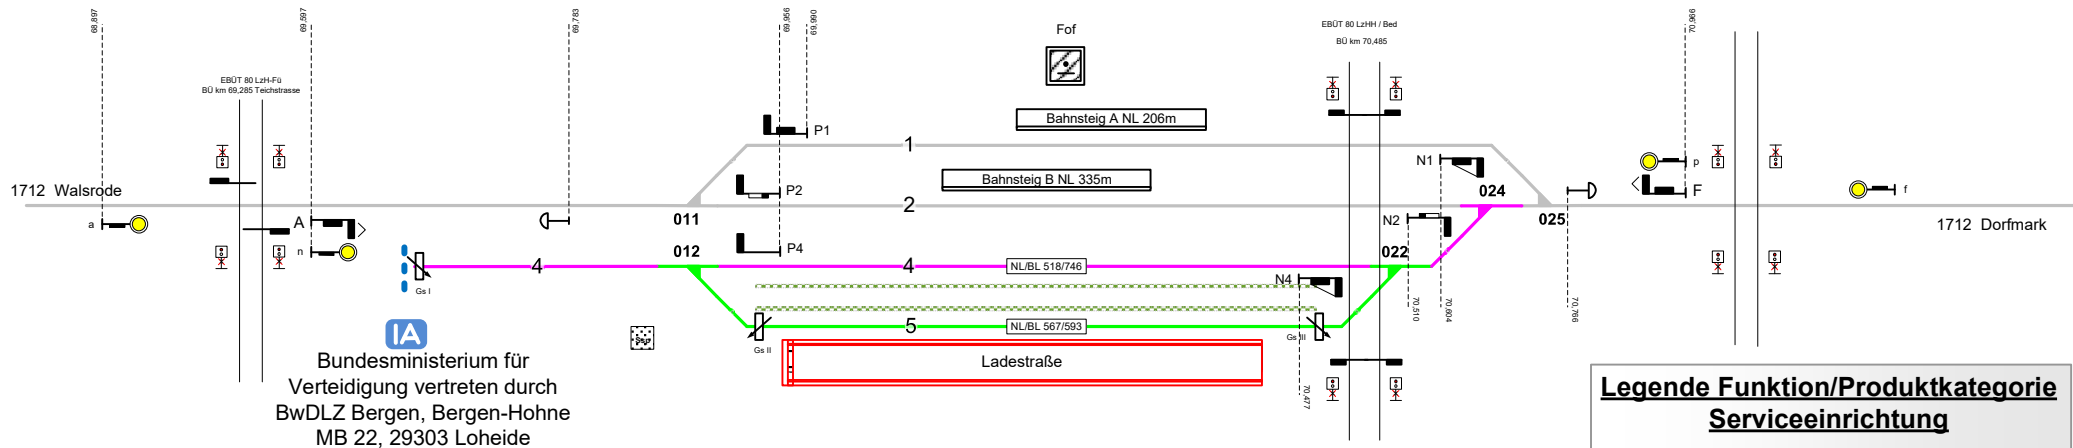 68,897
69,597
69,783
69,956
69,990
Fof
EBÜT 80 LzHH / Bed
BÜ km 70,485
70,966
EBÜT 80 LzH-Fü
BÜ km 69,285 Teichstrasse
Bahnsteig A NL 206m
P1
1
N1
p
1712 Walsrode
Bahnsteig B NL 335m
P2
024
F
f
a
A
011
2
N2
025
1712 Dorfmark
n
012
P4
022
4
4
NL/BL 518/746
N4
Gs I
70,510
70,604
70,766
5
NL/BL 567/593
Gs II
Gs III
IA
Ladestraße
70,477
Bundesministerium für
Verteidigung vertreten durch
BwDLZ Bergen, Bergen-Hohne
MB 22, 29303 Loheide
Legende Funktion/Produktkategorie
Serviceeinrichtung